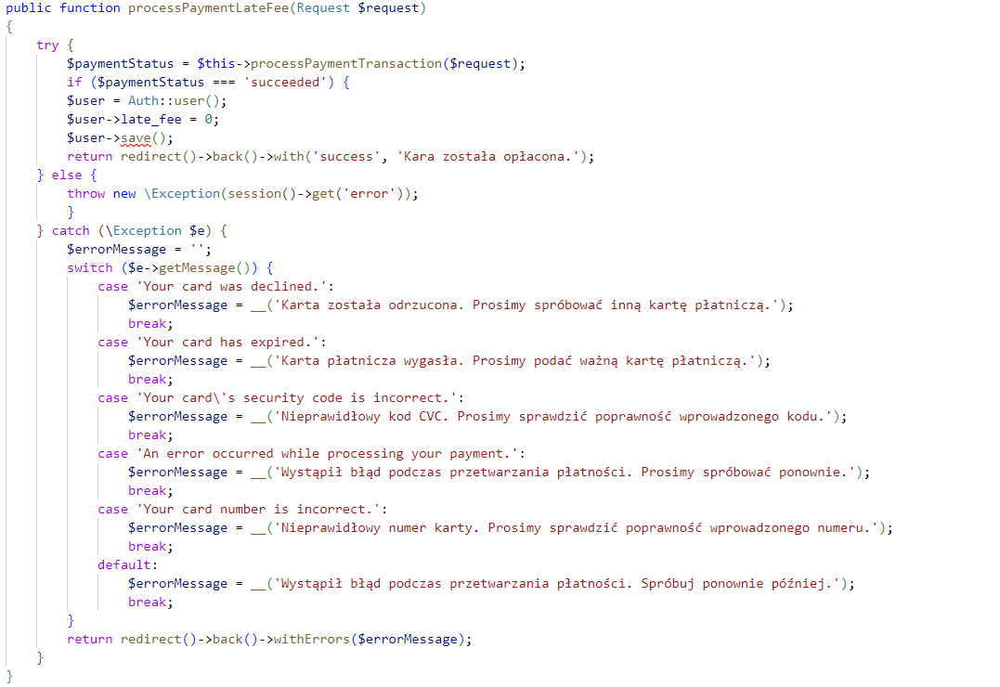 public function processPaymentLateFee(Request $request)
{
    try {
        $paymentStatus = $this->processPaymentTransaction($request);
        if ($paymentStatus === 'succeeded') {
        $user = Auth::user();
        $user->late_fee = 0;
        $user->save();
        return redirect()->back()->with('success', 'Kara została opłacona.');
    } else {
        throw new \Exception(session()->get('error'));
        }
    } catch (\Exception $e) {
        $errorMessage = '';
        switch ($e->getMessage()) {
            case 'Your card was declined.':
                $errorMessage = __('Karta została odrzucona. Prosimy spróbować inną kartę płatniczą.');
                break;
            case 'Your card has expired.':
                $errorMessage = __('Karta płatnicza wygasła. Prosimy podać ważną kartę płatniczą.');
                break;
            case 'Your card\'s security code is incorrect.':
                $errorMessage = __('Nieprawidłowy kod CVC. Prosimy sprawdzić poprawność wprowadzonego kodu.');
                break;
            case 'An error occurred while processing your payment.':
                $errorMessage = __('Wystąpił błąd podczas przetwarzania płatności. Prosimy spróbować ponownie.');
                break;
            case 'Your card number is incorrect.':
                $errorMessage = __('Nieprawidłowy numer karty. Prosimy sprawdzić poprawność wprowadzonego numeru.');
                break;
            default:
                $errorMessage = __('Wystąpił błąd podczas przetwarzania płatności. Spróbuj ponownie później.');
                break;
        }
        return redirect()->back()->withErrors($errorMessage);
    }
}